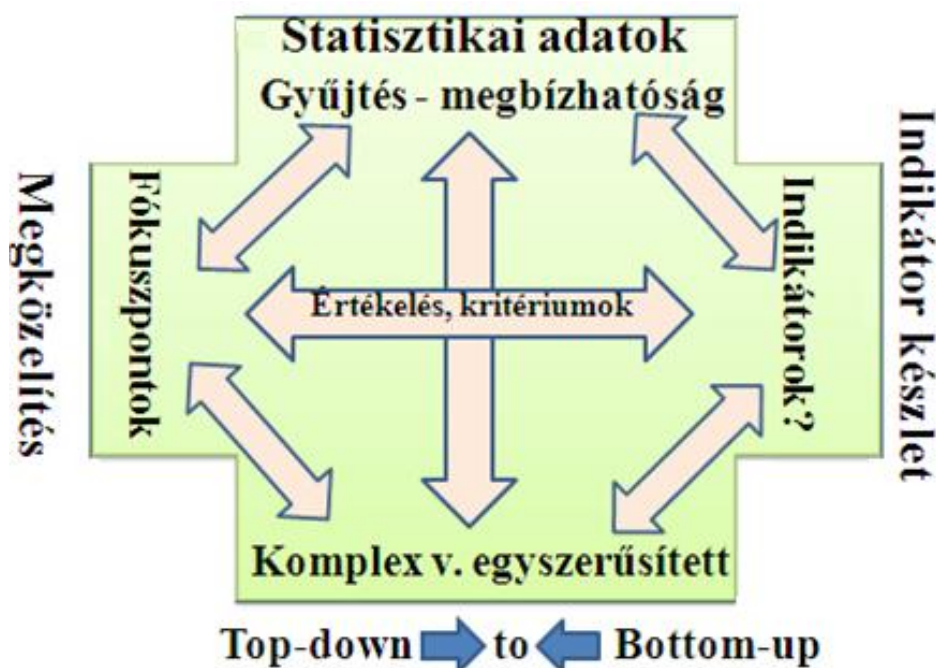 Statisztikai adatok
Gyűjtés - megbízhatóság
Megközelítés
Fókuszpontok
Értékelés, kritériumok
Indikátorok?
Indikátor készlet
Komplex v. egyszerűsített
Top-down to Bottom-up